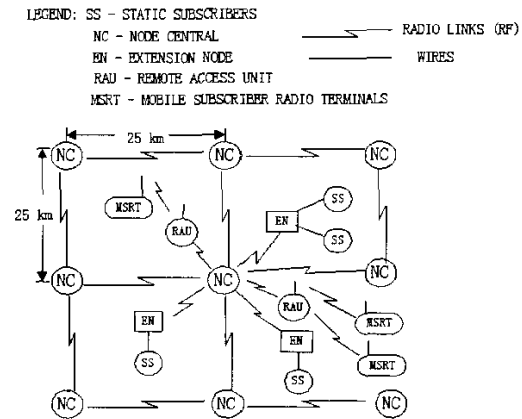 LEGEND: SS - STATIC SUBSCRIBERS
NC - NODE CENTRAL
RADIO LINKS (RF)
EN - EXTENSION NODE
WIRES
RAU - REMOTE ACCESS UNIT
MSRT - MOBILE SUBSCRIBER RADIO TERMINALS
25 km
NC
NC
NC
25 km
MSRT
RAU
EN
SS
SS
NC
NC
NC
RAU
EN
MSRT
EN
SS
MSRT
SS
NC
NC
NC